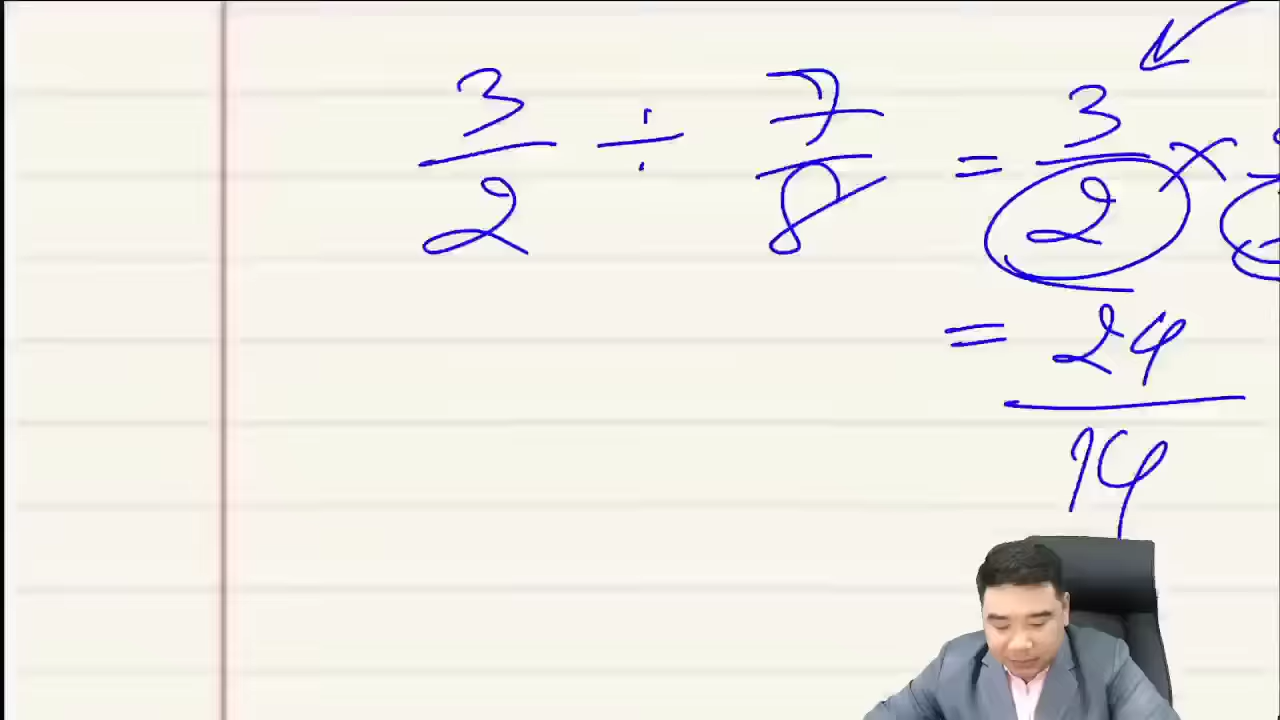 3/2 ÷ 7/8 = 3/2 ×
= 24/14